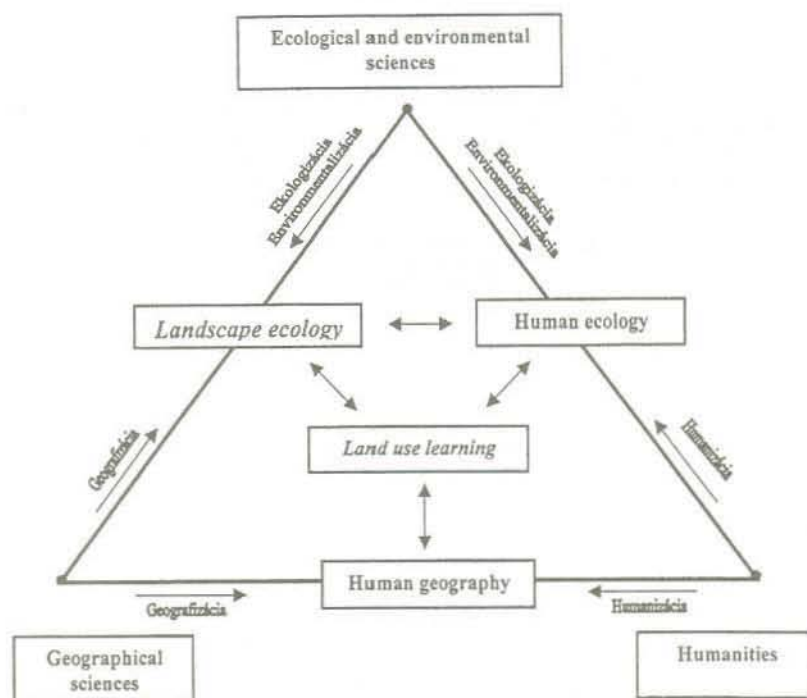 Ecological and environmental
sciences
Ekologizácia
Environmentalizácia
Ekologizácia
Environmentalizácia
Landscape ecology
Human ecology
Land use learning
Geografizácia
Humanizácia
Human geography
Geografizácia
Humanizácia
Geographical
sciences
Humanities